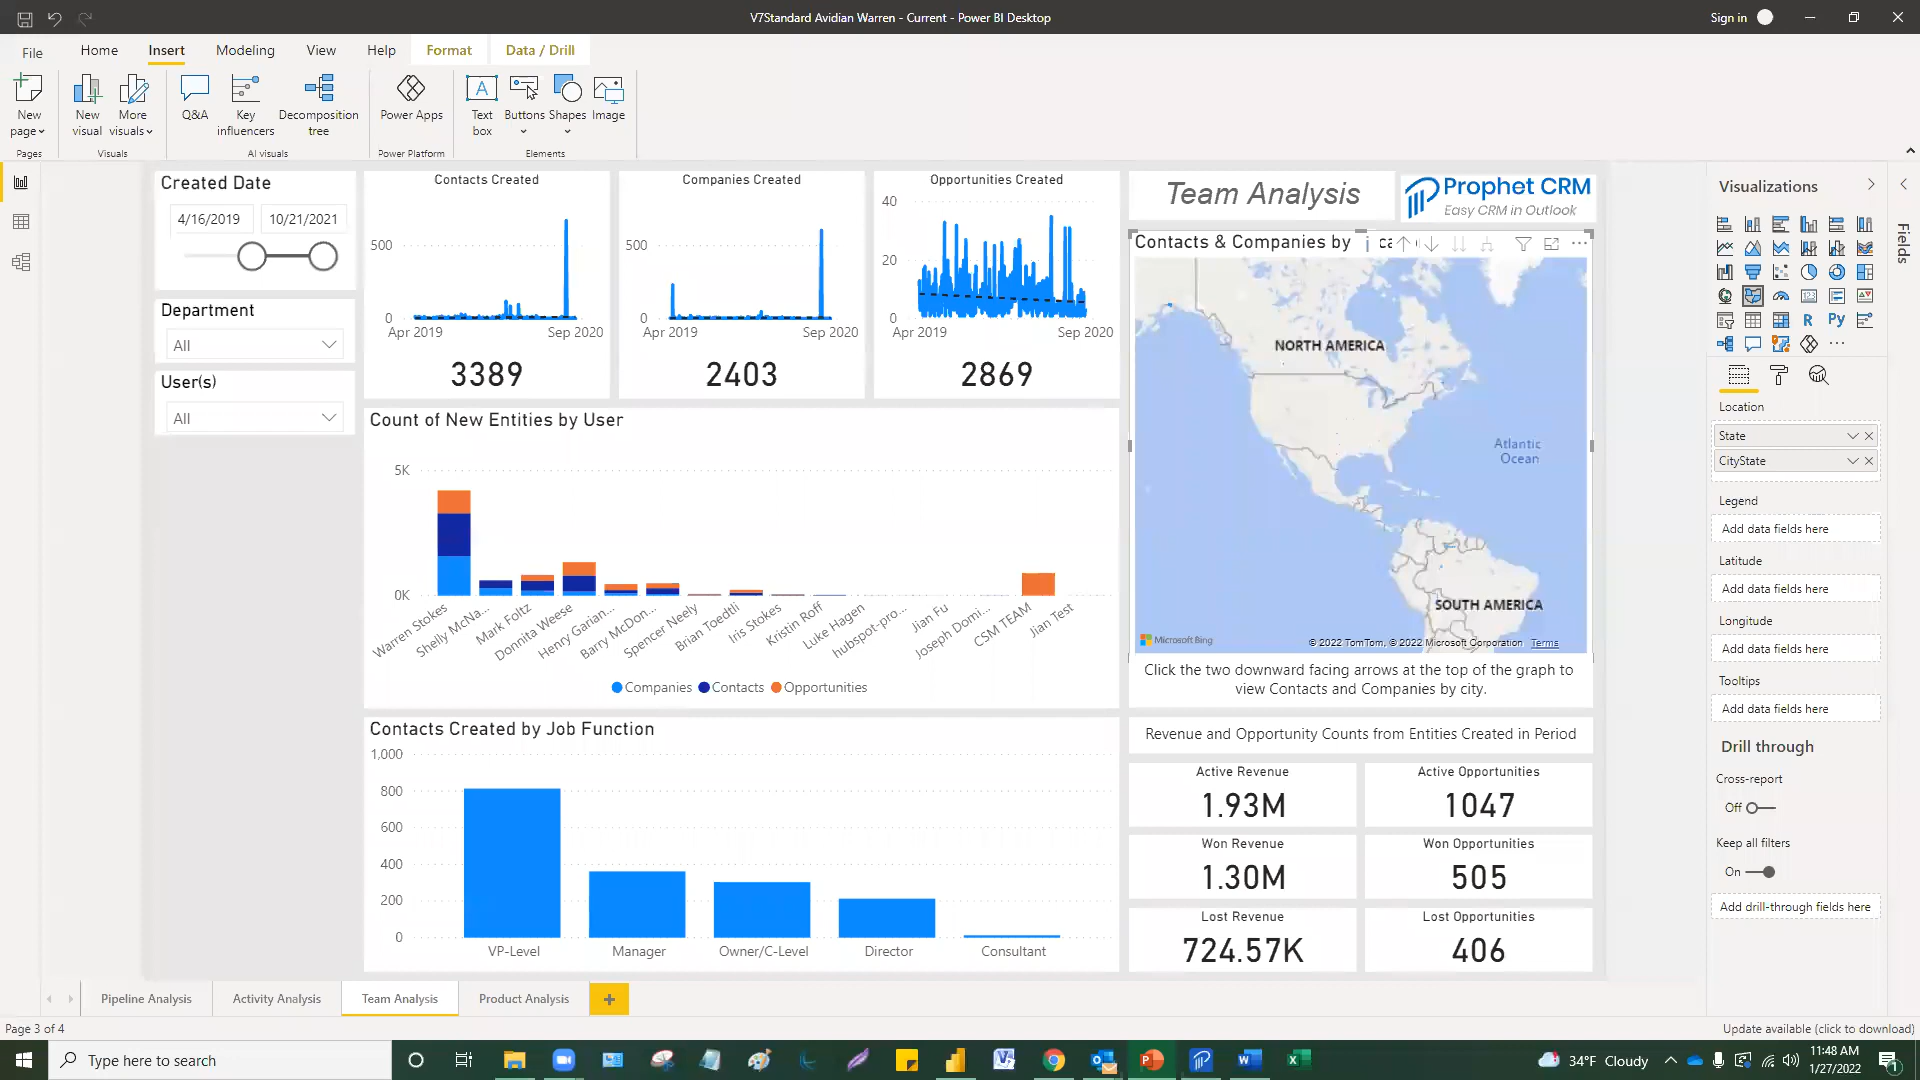 V7Standard Avidian Warren - Current - Power BI Desktop
Sign in
File
Home
Insert
Modeling
View
Help
Format
Data / Drill
New page
New visual
More visuals
Q&A
Key influencers
Decomposition tree
Power Apps
Text box
Buttons
Shapes
Image
Pages
Visuals
AI visuals
Power Platform
Elements
Created Date
4/16/2019
10/21/2021
Department
All
User(s)
All
Contacts Created
500
0
Apr 2019
Sep 2020
3389
Companies Created
500
0
Apr 2019
Sep 2020
2403
Opportunities Created
40
20
0
Apr 2019
Sep 2020
2869
Team Analysis
Prophet CRM
Easy CRM in Outlook
Count of New Entities by User
5K
0K
Warren Stokes
Shelly McNa...
Mark Foltz
Donnita Weese
Henry Garian...
Barry McDon...
Spencer Neely
Brian Toedtli
Iris Stokes
Kristin Roff
Luke Hagen
hubspot-pro...
Jian Fu
Joseph Domi...
CSM TEAM
Jian Test
Companies
Contacts
Opportunities
Contacts & Companies by
NORTH AMERICA
Atlantic
Ocean
SOUTH AMERICA
Microsoft Bing
© 2022 TomTom, © 2022 Microsoft Corporation Terms
Click the two downward facing arrows at the top of the graph to
view Contacts and Companies by city.
Contacts Created by Job Function
1,000
800
600
400
200
0
VP-Level
Manager
Owner/C-Level
Director
Consultant
Revenue and Opportunity Counts from Entities Created in Period
Active Revenue
1.93M
Active Opportunities
1047
Won Revenue
1.30M
Won Opportunities
505
Lost Revenue
724.57K
Lost Opportunities
406
Visualizations
R
Py
Fields
Location
State
CityState
Legend
Add data fields here
Latitude
Add data fields here
Longitude
Add data fields here
Tooltips
Add data fields here
Drill through
Cross-report
Off
Keep all filters
On
Add drill-through fields here
Pipeline Analysis
Activity Analysis
Team Analysis
Product Analysis
Page 3 of 4
Update available (click to download)
Type here to search
34°F Cloudy
11:48 AM
1/27/2022
1